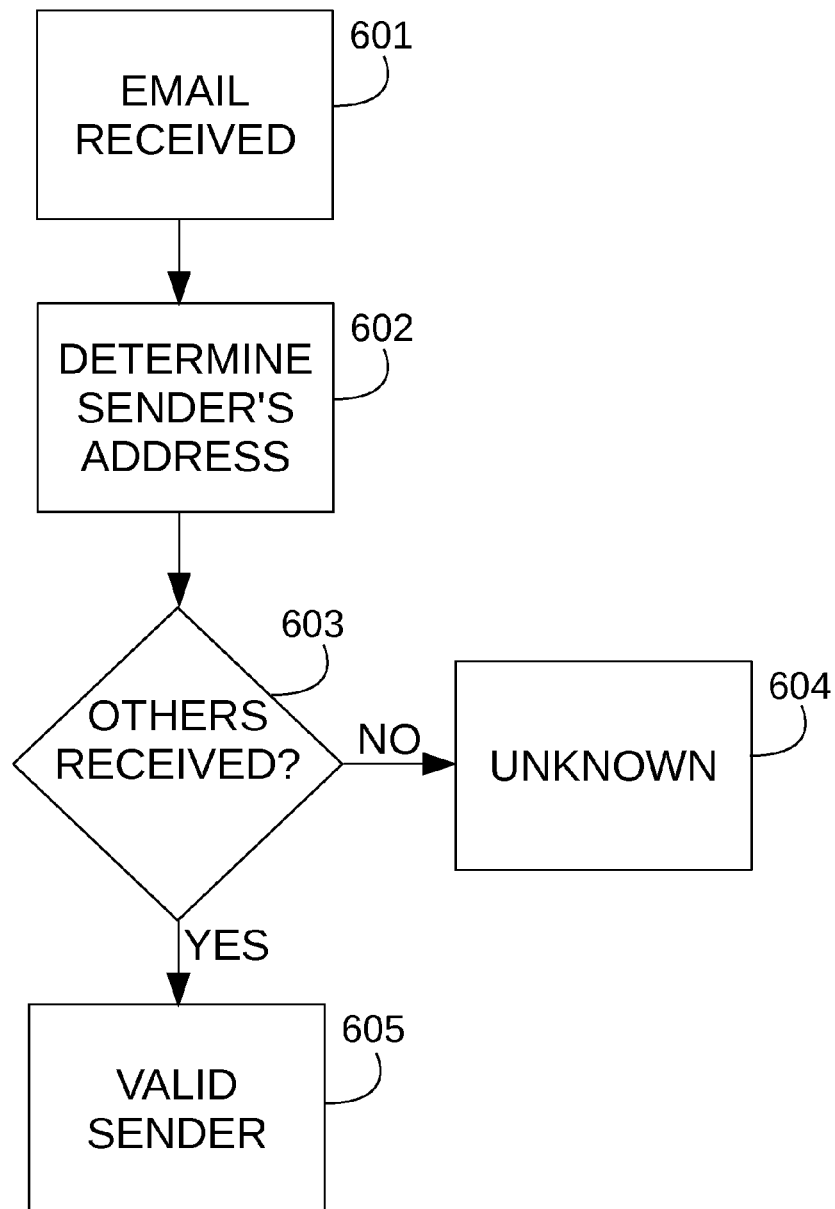 601
EMAIL
RECEIVED
602
DETERMINE
SENDER'S
ADDRESS
603
OTHERS
RECEIVED?
NO
604
UNKNOWN
YES
605
VALID
SENDER